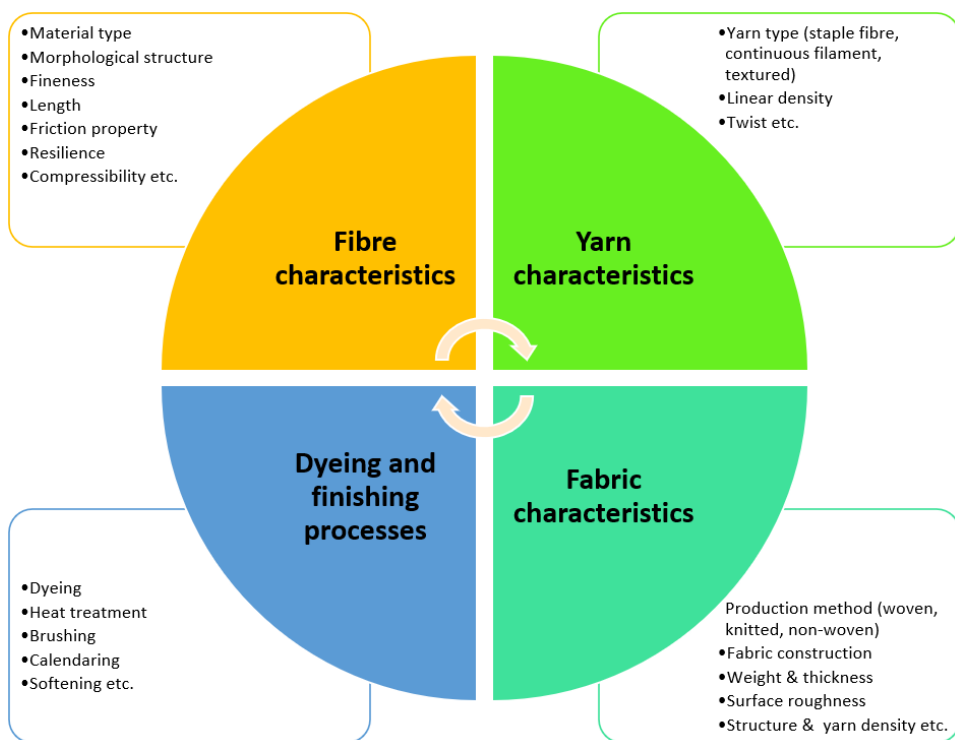 •Material type
•Morphological structure
•Fineness
•Length
•Friction property
•Resilience
•Compressibility etc.
•Yarn type (staple fibre,
continuous filament,
textured)
•Linear density
•Twist etc.
Fibre
characteristics
Yarn
characteristics
Dyeing and
finishing
processes
Fabric
characteristics
•Dyeing
•Heat treatment
•Brushing
•Calendaring
•Softening etc.
Production method (woven,
knitted, non-woven)
•Fabric construction
•Weight & thickness
•Surface roughness
•Structure &  yarn density etc.